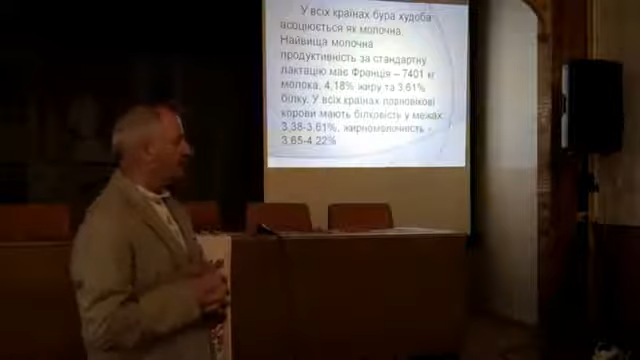 У всіх країнах бура худоба
асоціюється як молочна.
Найвища молочна
продуктивність за стандартну
лактацію має Франція – 7401 кг
молока, 4,18% жиру та 3,61%
білку. У всіх країнах повновікові
корови мають білковість у межах
3,38-3,61%, жирномолочність -
3,65-4,22%